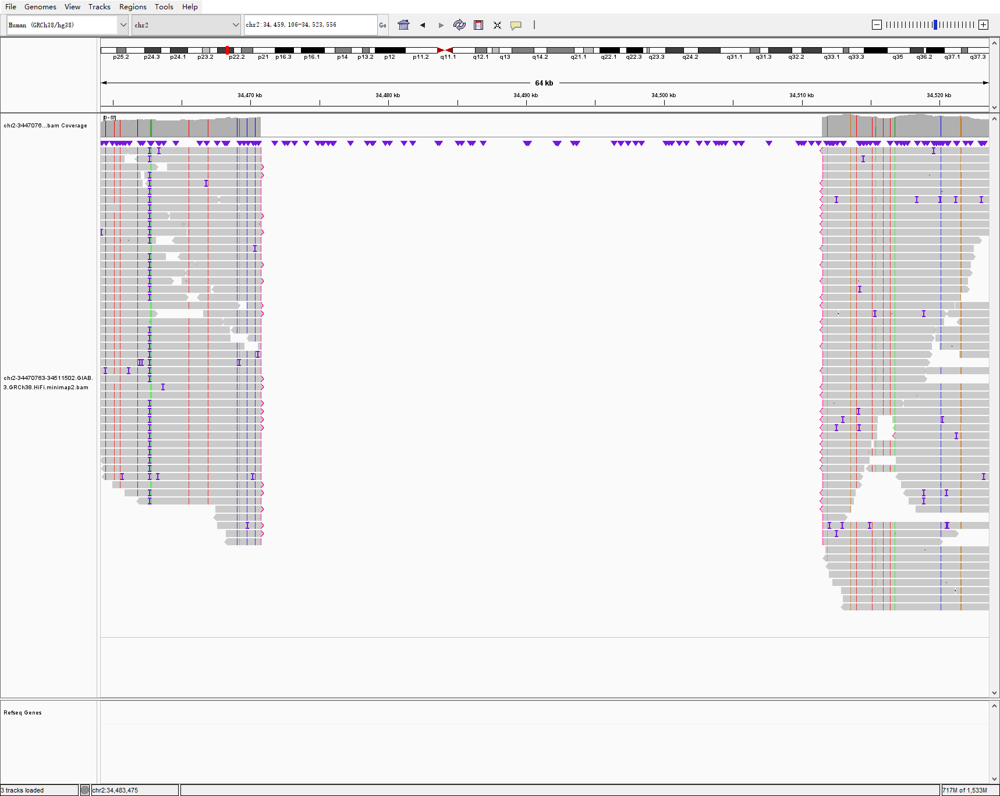 File Genomes View Tracks Regions Tools Help
Human (GRCh38/hg38) chr2 chr2:34,459,106-34,523,556 Go
p25.2 p24.3 p24.1 p23.2 p22.2 p21 p16.3 p16.1 p14 p13.2 p12 p11.2 q11.1 q12.1 q13 q14.2 q21.1 q22.1 q22.3 q23.3 q24.2 q31.1 q31.3 q32.2 q33.1 q33.3 q35 q36.2 q37.1 q37.3
64 kb
34,470 kb 34,480 kb 34,490 kb 34,500 kb 34,510 kb 34,520 kb
[0-57]
chr2-3447076...bam Coverage
chr2-34470763-34511502.GIAB.
3.GRCh38.HiFi.minimap2.bam
Refseq Genes
3 tracks loaded chr2:34,483,475 717M of 1,533M